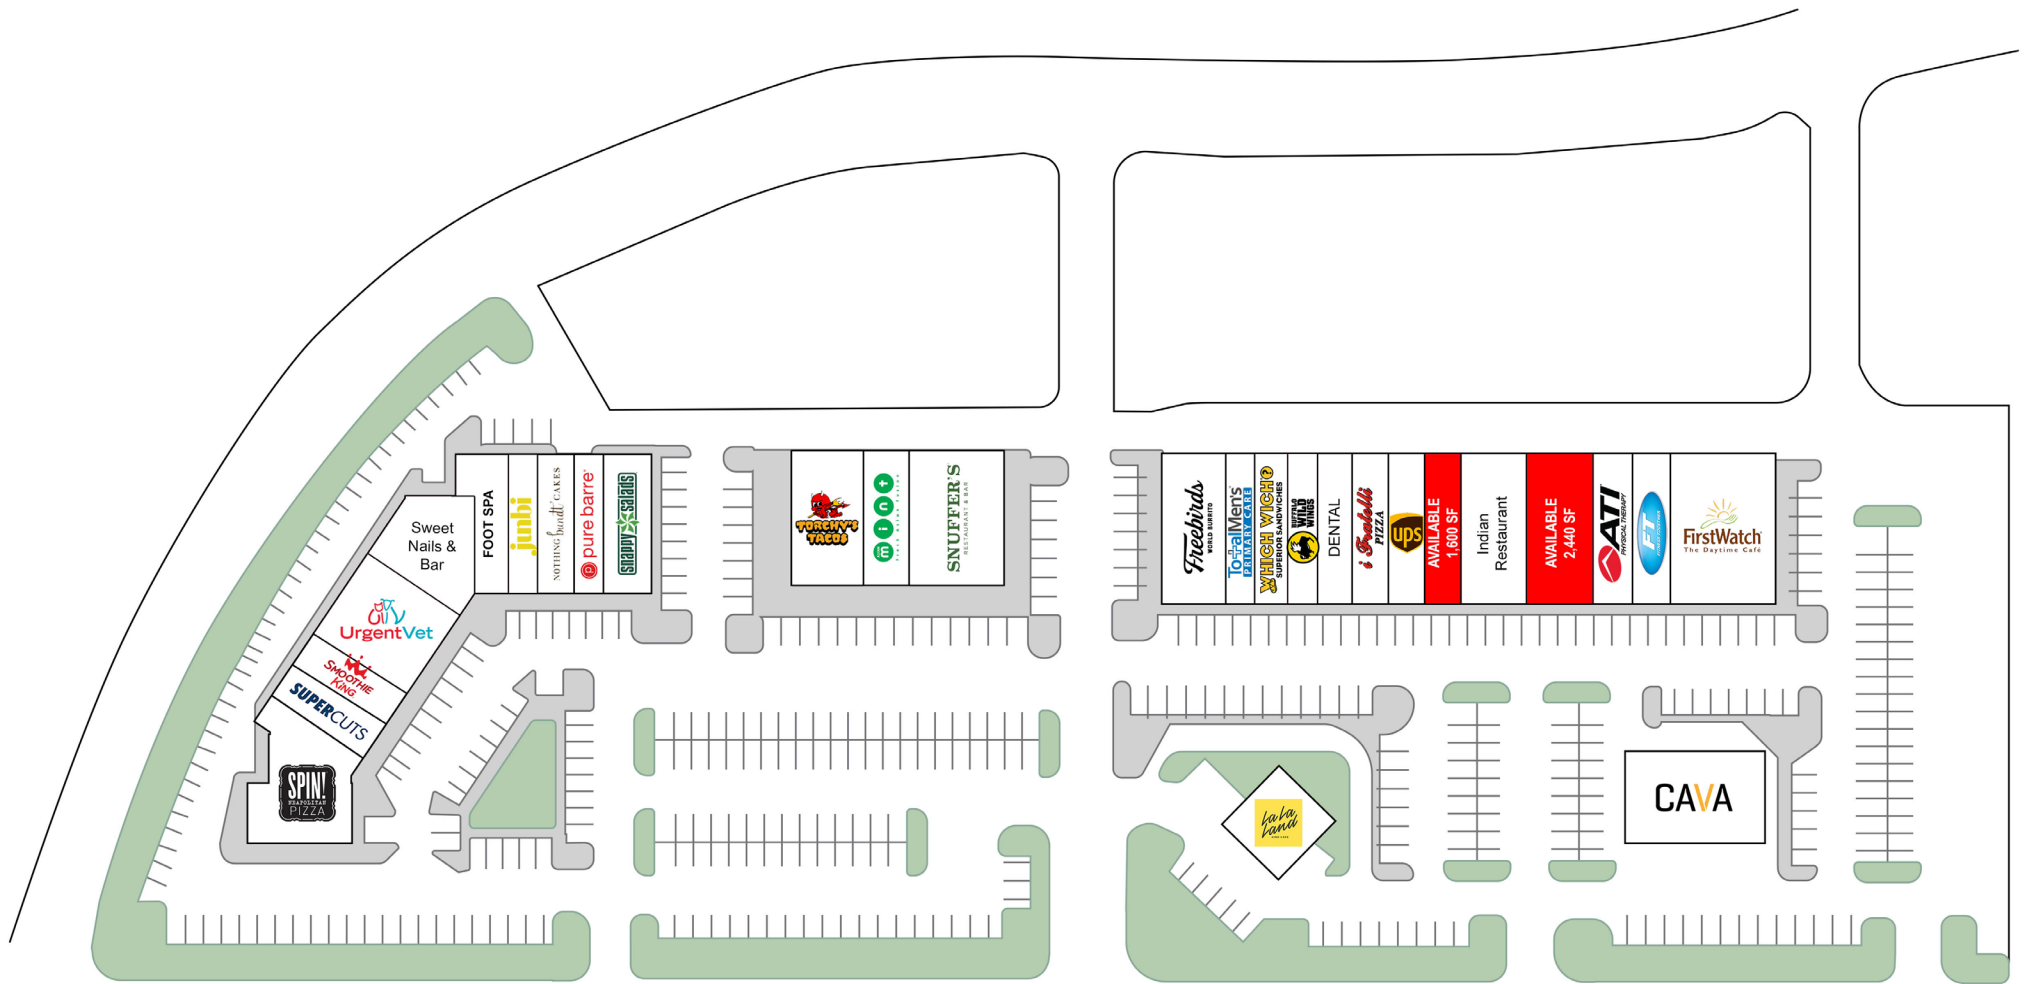 Sweet
Nails &
Bar
UrgentVet
SMOOTHIE
KING
SUPERCUTS
SPIN!
NEAPOLITAN
PIZZA
FOOT SPA
junbi
NOTHING bundt CAKES
p pure barre
snappy salads
TORCHY'S
TACOS
mint
SNUFFER'S
RESTAURANT & BAR
Freebirds
WORLD BURRITO
Total Men's
PRIMARY CARE
WHICH WICH?
SUPERIOR SANDWICHES
BUFFALO
WILD
WINGS
DENTAL
i Fratelli
PIZZA
ups
AVAILABLE
1,600 SF
Indian
Restaurant
AVAILABLE
2,440 SF
ATI
PHYSICAL THERAPY
FT
FirstWatch
The Daytime Café
La La
Land
CAVA